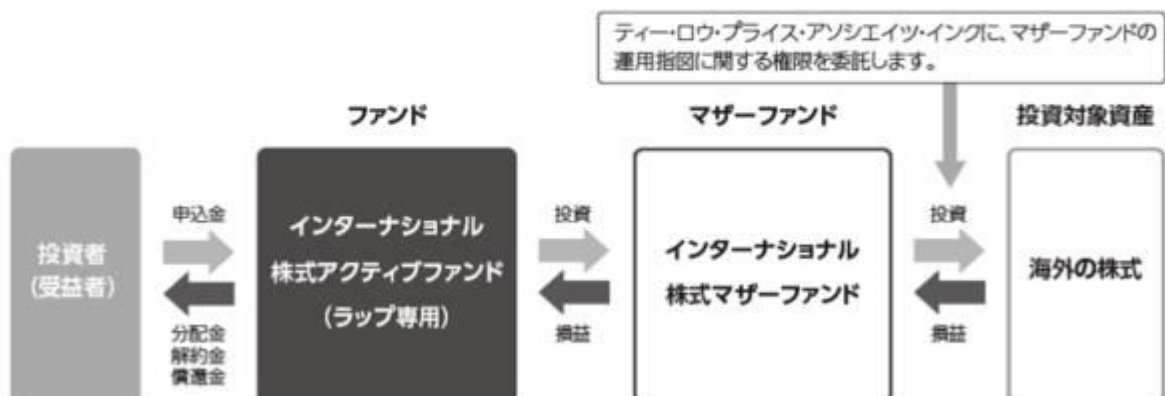 ティー・ロウ・プライス・アソシエイツ・インクに、マザーファンドの
運用指図に関する権限を委託します。
ファンド
マザーファンド
投資対象資産
投資者
(受益者)
申込金
分配金
解約金
償還金
インターナショナル
株式アクティブファンド
(ラップ専用)
投資
損益
インターナショナル
株式マザーファンド
投資
損益
海外の株式